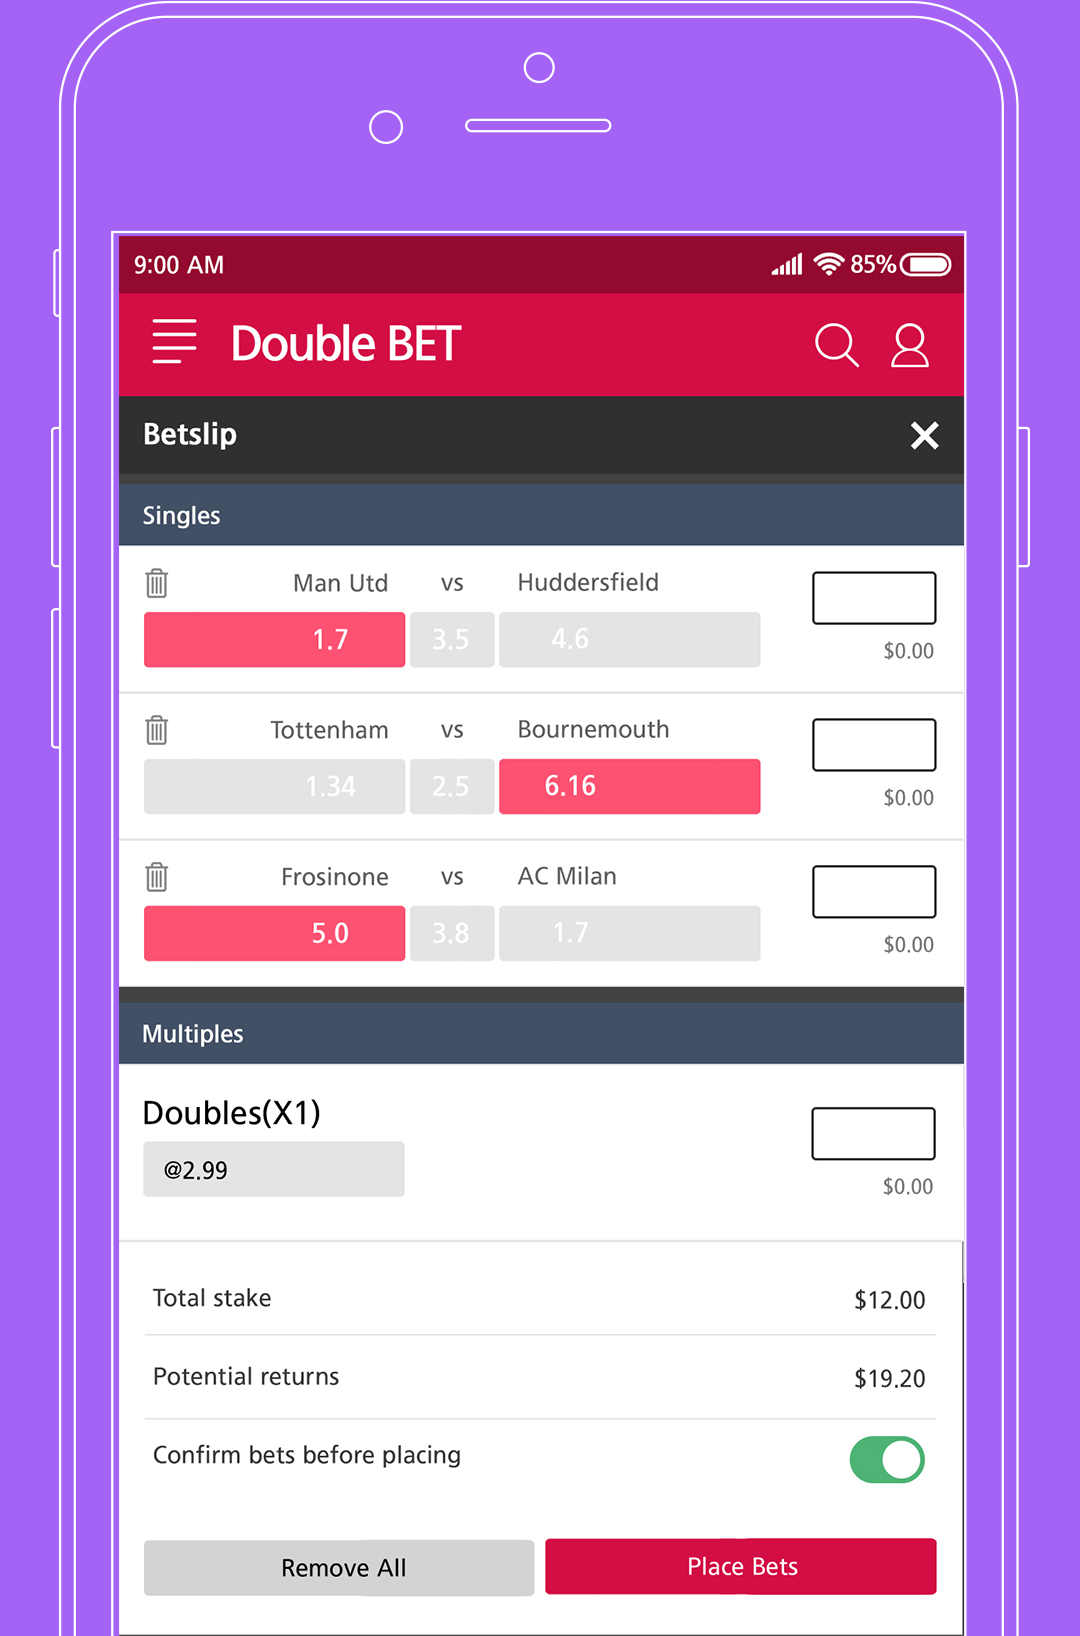 9:00 AM 85%
Double BET
Betslip
Singles
Man Utd vs Huddersfield
1.7 3.5 4.6
$0.00
Tottenham vs Bournemouth
1.34 2.5 6.16
$0.00
Frosinone vs AC Milan
5.0 3.8 1.7
$0.00
Multiples
Doubles(X1)
@2.99
$0.00
Total stake $12.00
Potential returns $19.20
Confirm bets before placing
Remove All Place Bets